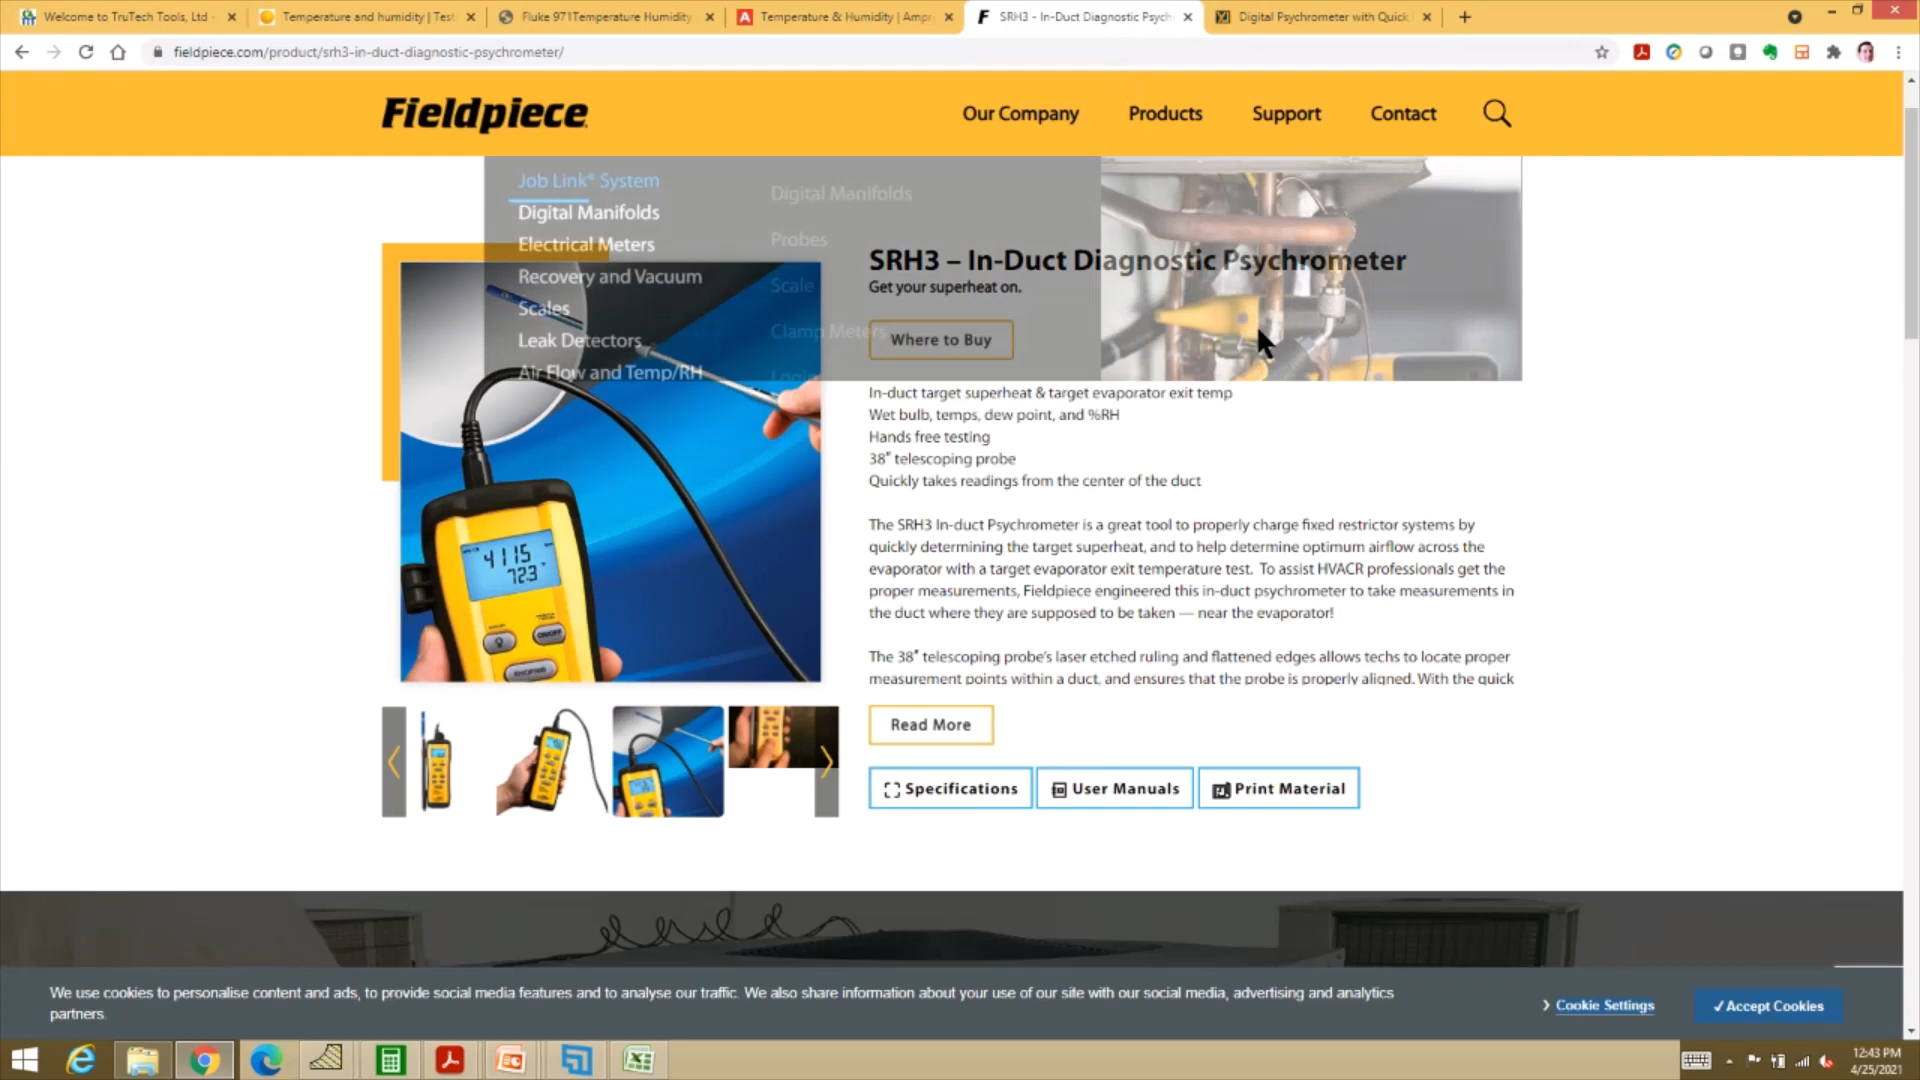 Welcome to TruTech Tools, Ltd -
Temperature and humidity | Test
Fluke 971Temperature Humidity
Temperature & Humidity | Ampr
SRH3 - In-Duct Diagnostic Psych
Digital Psychrometer with Quick
fieldpiece.com/product/srh3-in-duct-diagnostic-psychrometer/
Fieldpiece
Our Company
Products
Support
Contact
Job Link® System
Digital Manifolds
Electrical Meters
Recovery and Vacuum
Scales
Leak Detectors
Air Flow and Temp/RH
Digital Manifolds
Probes
Scale
Clamp Meters
Login
SRH3 – In-Duct Diagnostic Psychrometer
Get your superheat on.
Where to Buy
In-duct target superheat & target evaporator exit temp
Wet bulb, temps, dew point, and %RH
Hands free testing
38" telescoping probe
Quickly takes readings from the center of the duct
The SRH3 In-duct Psychrometer is a great tool to properly charge fixed restrictor systems by
quickly determining the target superheat, and to help determine optimum airflow across the
evaporator with a target evaporator exit temperature test. To assist HVACR professionals get the
proper measurements, Fieldpiece engineered this in-duct psychrometer to take measurements in
the duct where they are supposed to be taken — near the evaporator!
The 38" telescoping probe's laser etched ruling and flattened edges allows techs to locate proper
measurement points within a duct, and ensures that the probe is properly aligned. With the quick
Read More
Specifications
User Manuals
Print Material
We use cookies to personalise content and ads, to provide social media features and to analyse our traffic. We also share information about your use of our site with our social media, advertising and analytics
partners.
Cookie Settings
✓Accept Cookies
12:43 PM
4/25/2021